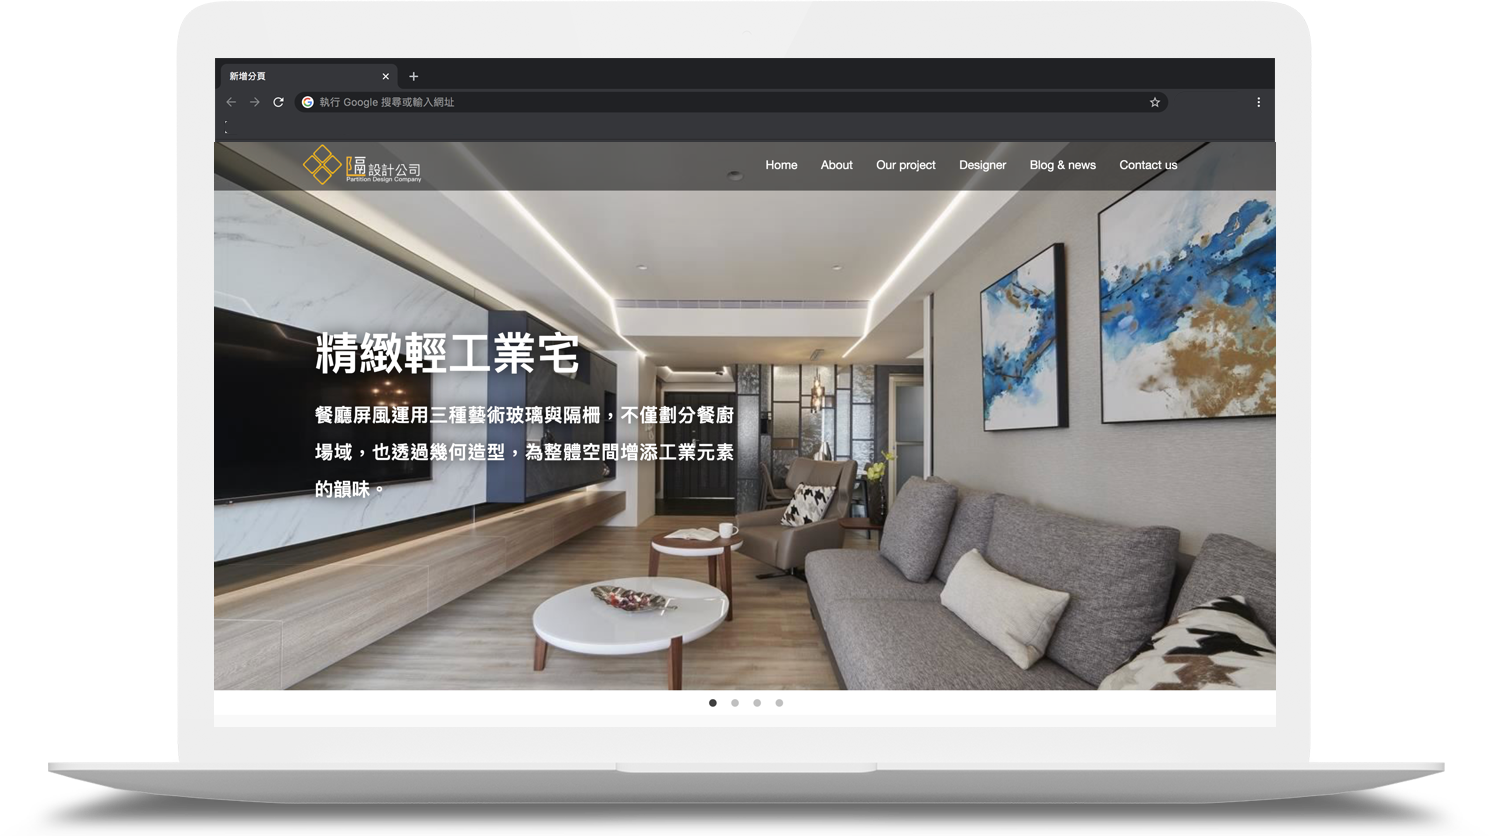 新增分頁
執行 Google 搜尋或輸入網址
隔設計公司
Partition Design Company
Home About Our project Designer Blog & news Contact us
精緻輕工業宅
餐廳屏風運用三種藝術玻璃與隔柵，不僅劃分餐廚
場域，也透過幾何造型，為整體空間增添工業元素
的韻味。